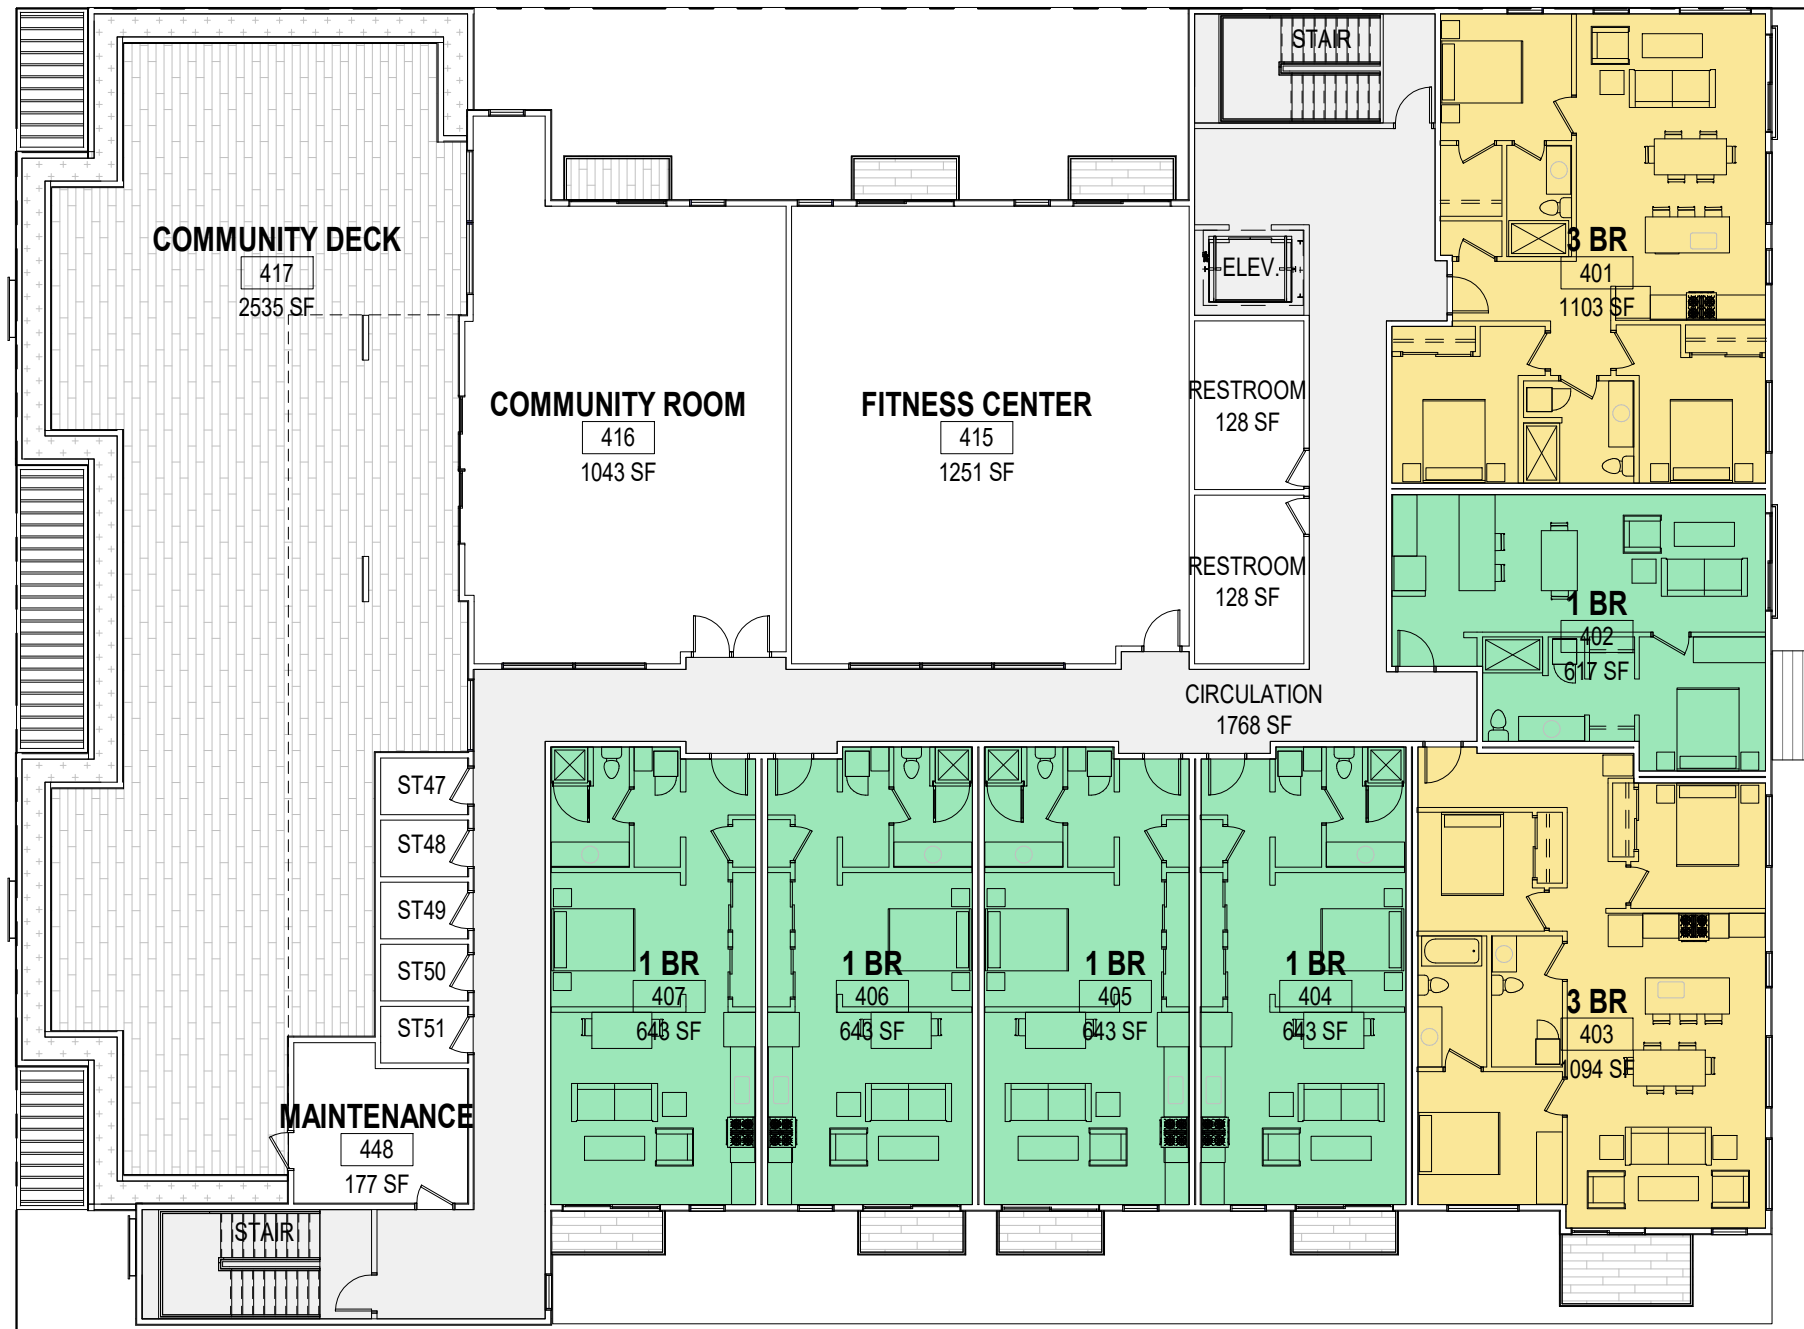 STAIR
COMMUNITY DECK
417
2535 SF
ELEV.
3 BR
401
1103 SF
COMMUNITY ROOM
416
1043 SF
FITNESS CENTER
415
1251 SF
RESTROOM
128 SF
RESTROOM
128 SF
1 BR
402
617 SF
CIRCULATION
1768 SF
ST47
ST48
ST49
ST50
ST51
1 BR
407
643 SF
1 BR
406
643 SF
1 BR
405
643 SF
1 BR
404
643 SF
3 BR
403
1094 SF
MAINTENANCE
448
177 SF
STAIR